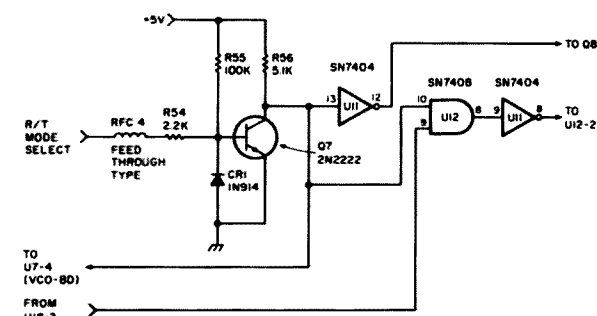 +5V
R55
100K
R56
5.1K
SN7404
TO Q8
SN7408
SN7404
13
U11
12
10
9
U12
8
9
U11
8
TO
U12-2
R/T
MODE
SELECT
RFC 4
FEED
THROUGH
TYPE
R54
2.2K
Q7
2N2222
CR1
1N914
TO
U7-4
(VCO-BD)
FROM